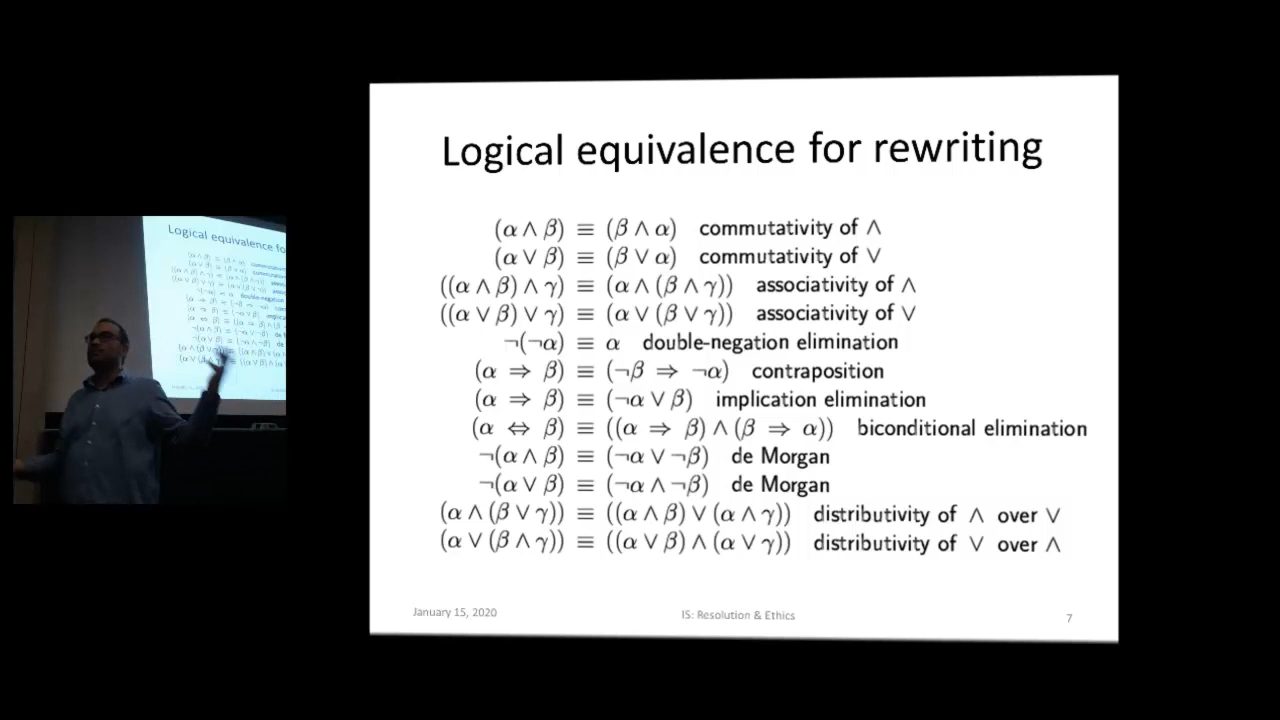 Logical equivalence for rewriting
(α ∧ β) ≡ (β ∧ α) commutativity of ∧
(α ∨ β) ≡ (β ∨ α) commutativity of ∨
((α ∧ β) ∧ γ) ≡ (α ∧ (β ∧ γ)) associativity of ∧
((α ∨ β) ∨ γ) ≡ (α ∨ (β ∨ γ)) associativity of ∨
¬(¬α) ≡ α double-negation elimination
(α ⇒ β) ≡ (¬β ⇒ ¬α) contraposition
(α ⇒ β) ≡ (¬α ∨ β) implication elimination
(α ⇔ β) ≡ ((α ⇒ β) ∧ (β ⇒ α)) biconditional elimination
¬(α ∧ β) ≡ (¬α ∨ ¬β) de Morgan
¬(α ∨ β) ≡ (¬α ∧ ¬β) de Morgan
(α ∧ (β ∨ γ)) ≡ ((α ∧ β) ∨ (α ∧ γ)) distributivity of ∧ over ∨
(α ∨ (β ∧ γ)) ≡ ((α ∨ β) ∧ (α ∨ γ)) distributivity of ∨ over ∧
January 15, 2020 IS: Resolution & Ethics 7
Logical equivalence fo